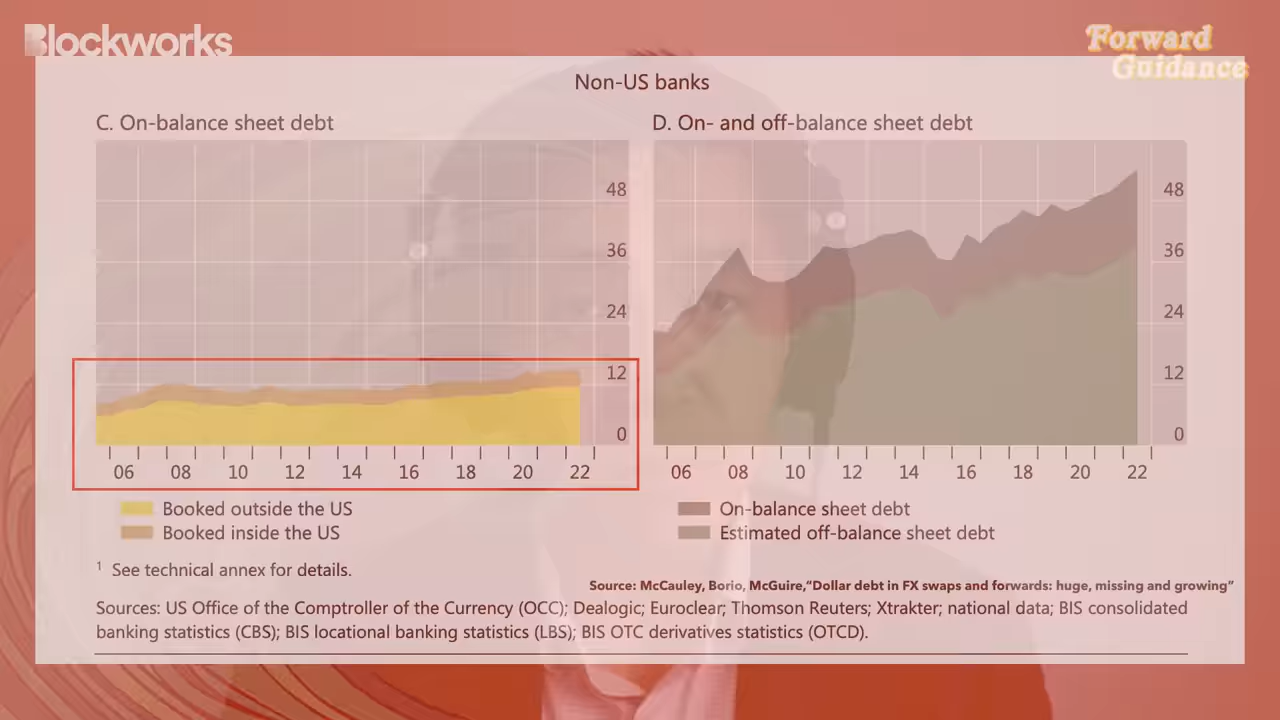 Blockworks
Forward
Guidance
Non-US banks
C. On-balance sheet debt
48
36
24
12
0
06 08 10 12 14 16 18 20 22
Booked outside the US
Booked inside the US
D. On- and off-balance sheet debt
48
36
24
12
0
06 08 10 12 14 16 18 20 22
On-balance sheet debt
Estimated off-balance sheet debt
1 See technical annex for details.
Source: McCauley, Borio, McGuire,“Dollar debt in FX swaps and forwards: huge, missing and growing”
Sources: US Office of the Comptroller of the Currency (OCC); Dealogic; Euroclear; Thomson Reuters; Xtrakter; national data; BIS consolidated
banking statistics (CBS); BIS locational banking statistics (LBS); BIS OTC derivatives statistics (OTCD).